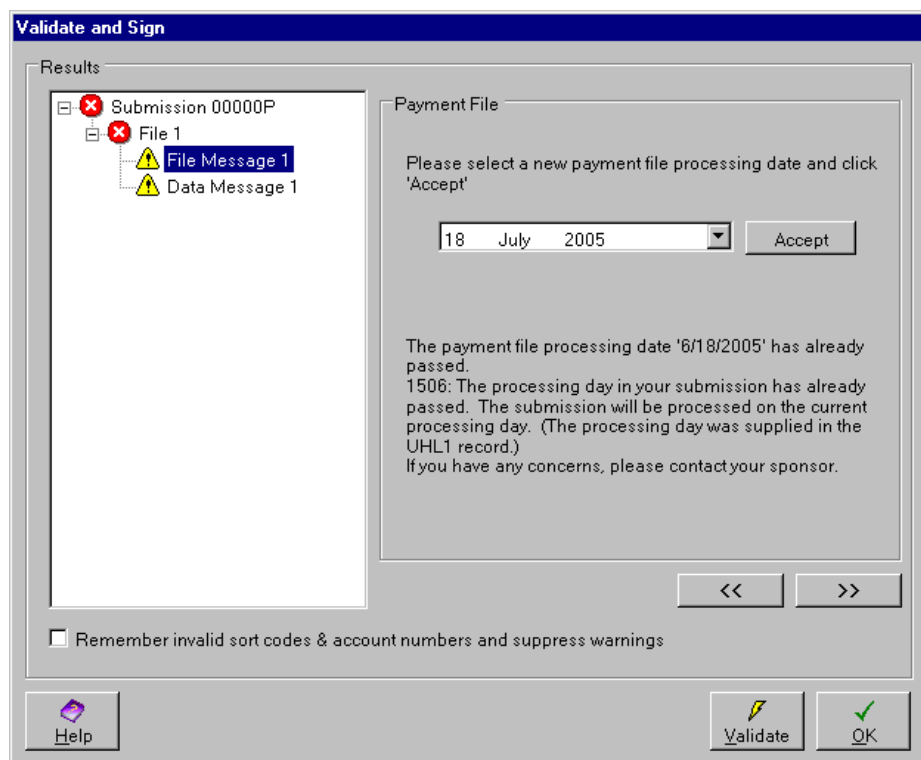 Validate and Sign
Results
Submission 00000P
File 1
File Message 1
Data Message 1
Payment File
Please select a new payment file processing date and click
'Accept'
18 July 2005
Accept
The payment file processing date '6/18/2005' has already
passed.
1506: The processing day in your submission has already
passed. The submission will be processed on the current
processing day. (The processing day was supplied in the
UHL1 record.)
If you have any concerns, please contact your sponsor.
<< >>
Remember invalid sort codes & account numbers and suppress warnings
Help
Validate
OK